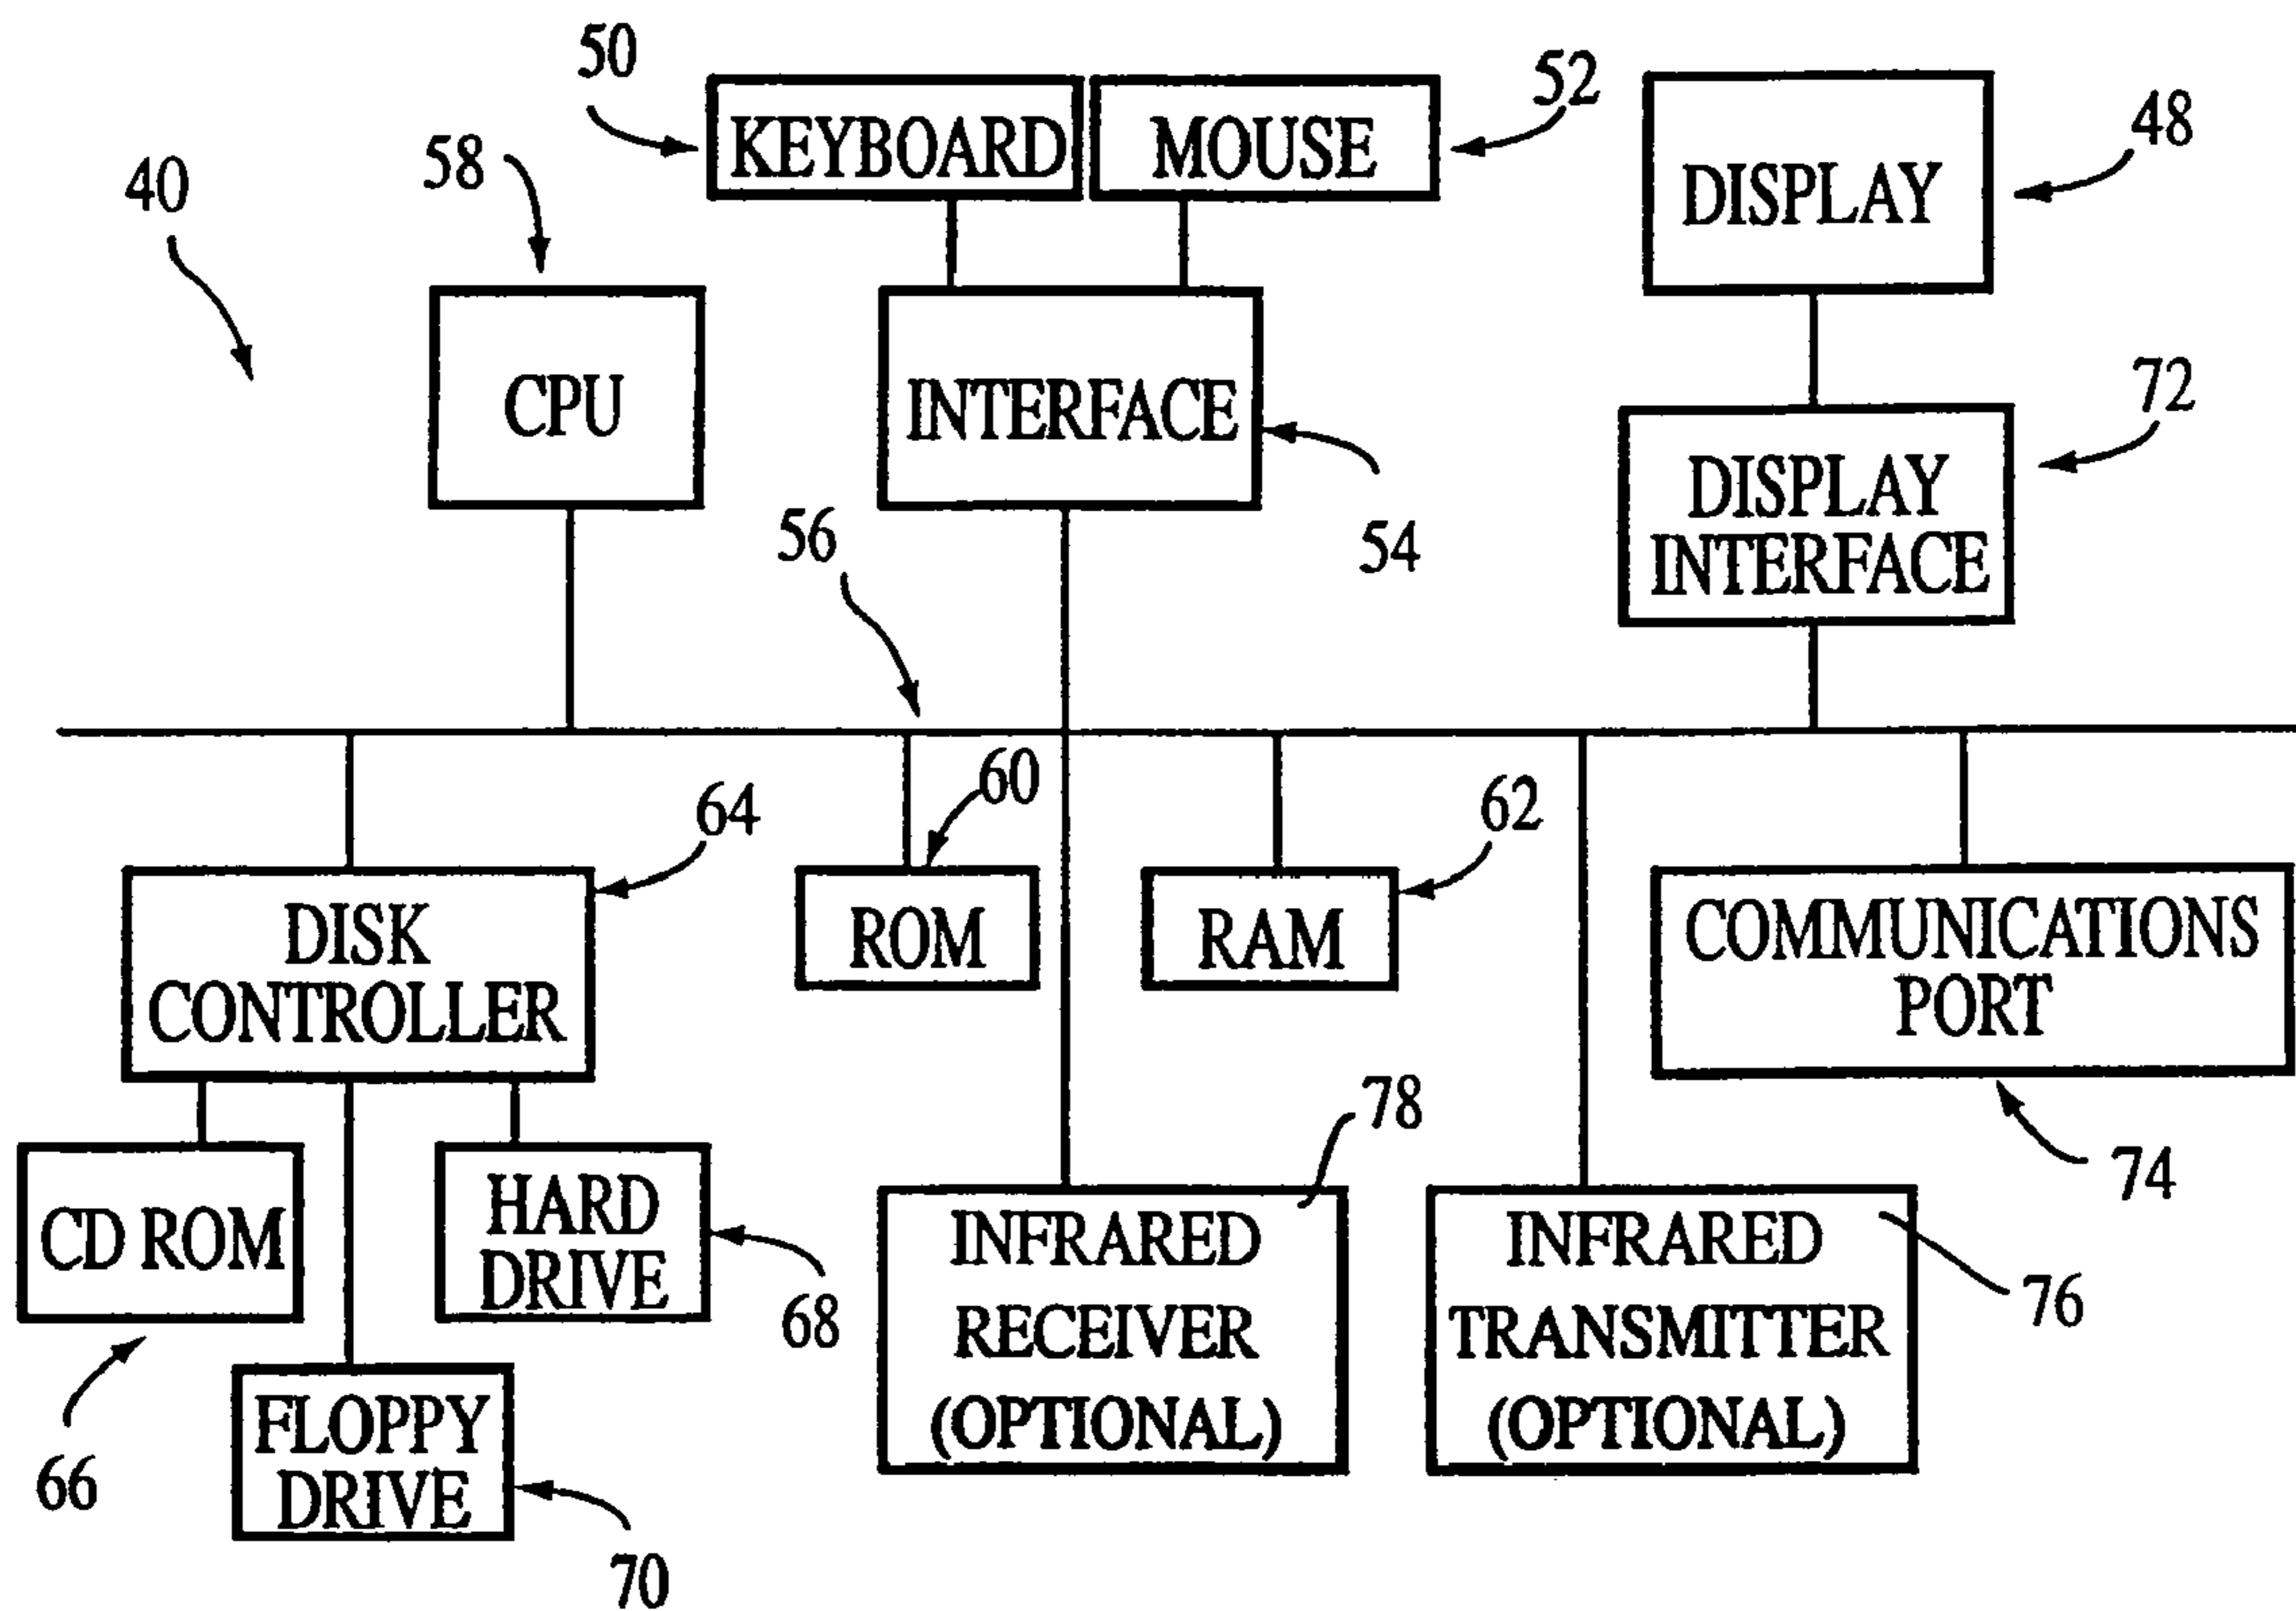 50
KEYBOARD
MOUSE
52
DISPLAY
48
40
58
CPU
INTERFACE
54
72
DISPLAY
INTERFACE
56
64
DISK
CONTROLLER
60
ROM
62
RAM
COMMUNICATIONS
PORT
74
CD ROM
66
HARD
DRIVE
68
FLOPPY
DRIVE
70
78
INFRARED
RECEIVER
(OPTIONAL)
INFRARED
TRANSMITTER
(OPTIONAL)
76